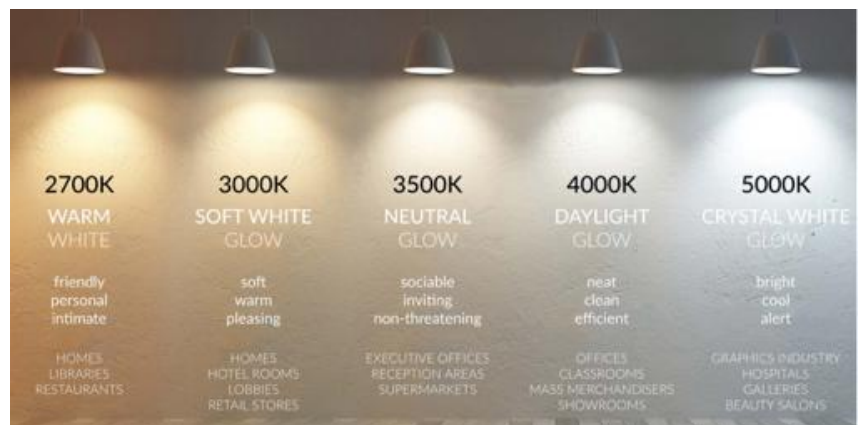 2700K
WARM
WHITE
friendly
personal
intimate
HOMES
LIBRARIES
RESTAURANTS
3000K
SOFT WHITE
GLOW
soft
warm
pleasing
HOMES
HOTEL ROOMS
LOBBIES
RETAIL STORES
3500K
NEUTRAL
GLOW
sociable
inviting
non-threatening
EXECUTIVE OFFICES
RECEPTION AREAS
SUPERMARKETS
4000K
DAYLIGHT
GLOW
neat
clean
efficient
OFFICES
CLASSROOMS
MASS MERCHANDISERS
SHOWROOMS
5000K
CRYSTAL WHITE
GLOW
bright
cool
alert
GRAPHICS INDUSTRY
HOSPITALS
GALLERIES
BEAUTY SALONS